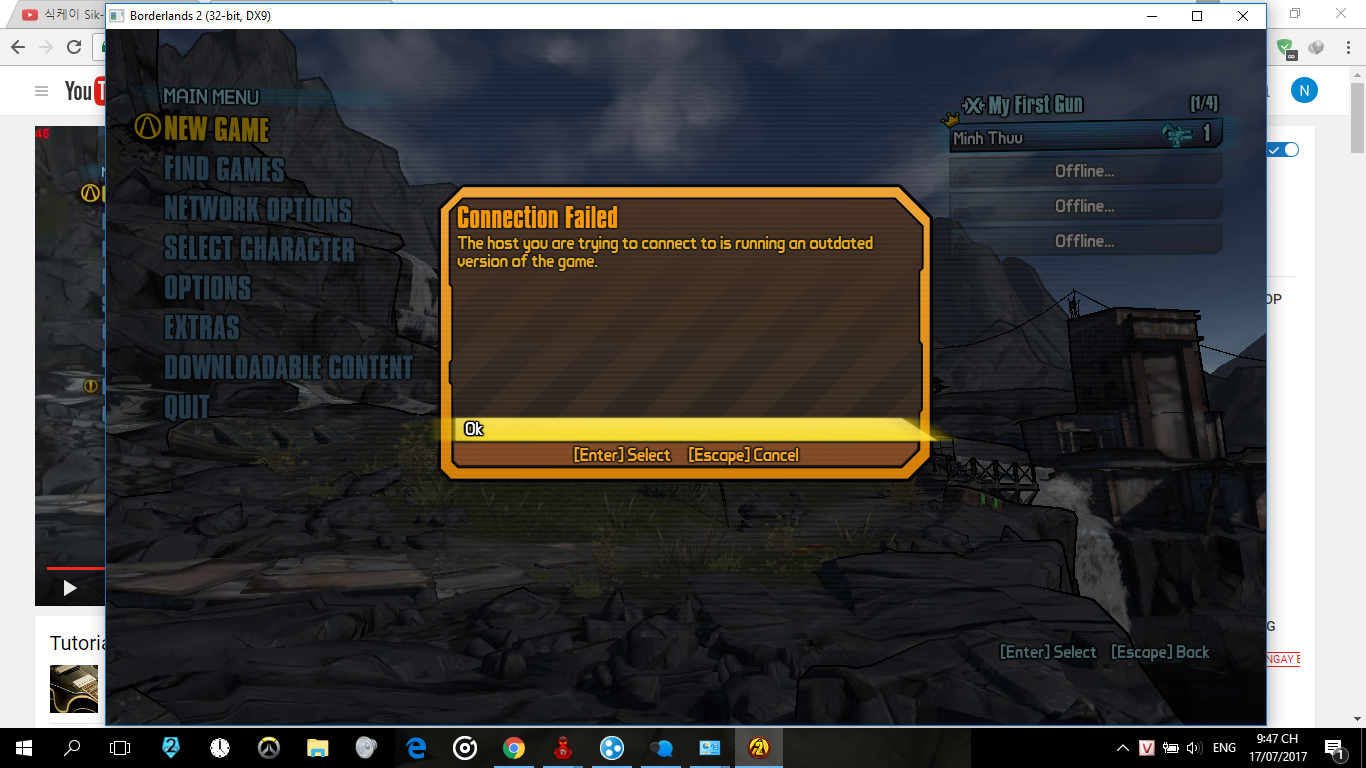 식케이 Sik-
Borderlands 2 (32-bit, DX9)
YouT
N
46
MAIN MENU
NEW GAME
FIND GAMES
NETWORK OPTIONS
SELECT CHARACTER
OPTIONS
EXTRAS
DOWNLOADABLE CONTENT
QUIT
My First Gun
[1/4]
Minh Thuu
1
Offline...
Offline...
Offline...
Connection Failed
The host you are trying to connect to is running an outdated
version of the game.
Ok
[Enter] Select [Escape] Cancel
[Enter] Select [Escape] Back
OP
G
NGAY
Tutoria
ENG
9:47 CH
17/07/2017
1